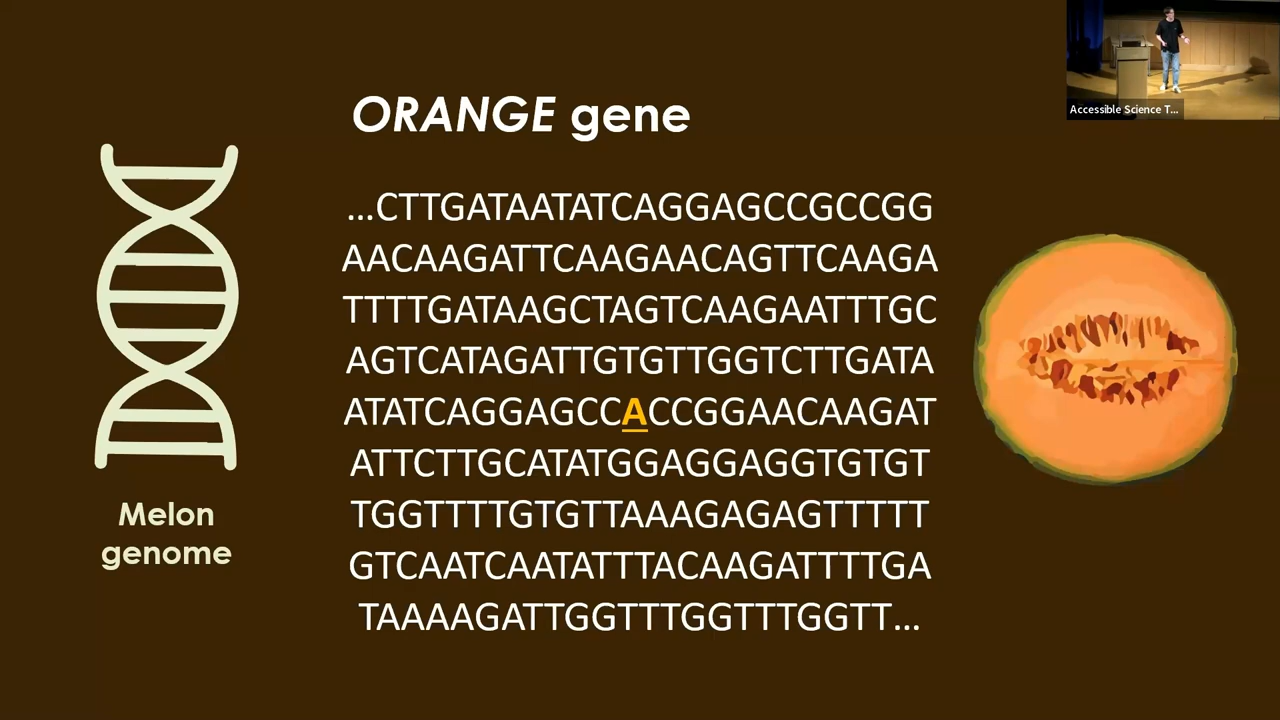 ORANGE gene
...CTTGATAATATCAGGAGCCGCCGG
AACAAGATTCAAGAACAGTTCAAGA
TTTTGATAAGCTAGTCAAGAATTTGC
AGTCATAGATTGTGTTGGTCTTGATA
ATATCAGGAGCCACCGGAACAAGAT
ATTCTTGCATATGGAGGAGGTGTGT
TGGTTTTGTGTTAAAGAGAGTTTTT
GTCAATCAATATTTACAAGATTTTGA
TAAAAGATTGGTTTGGTTTGGTT...
Melon
genome
Accessible Science T...